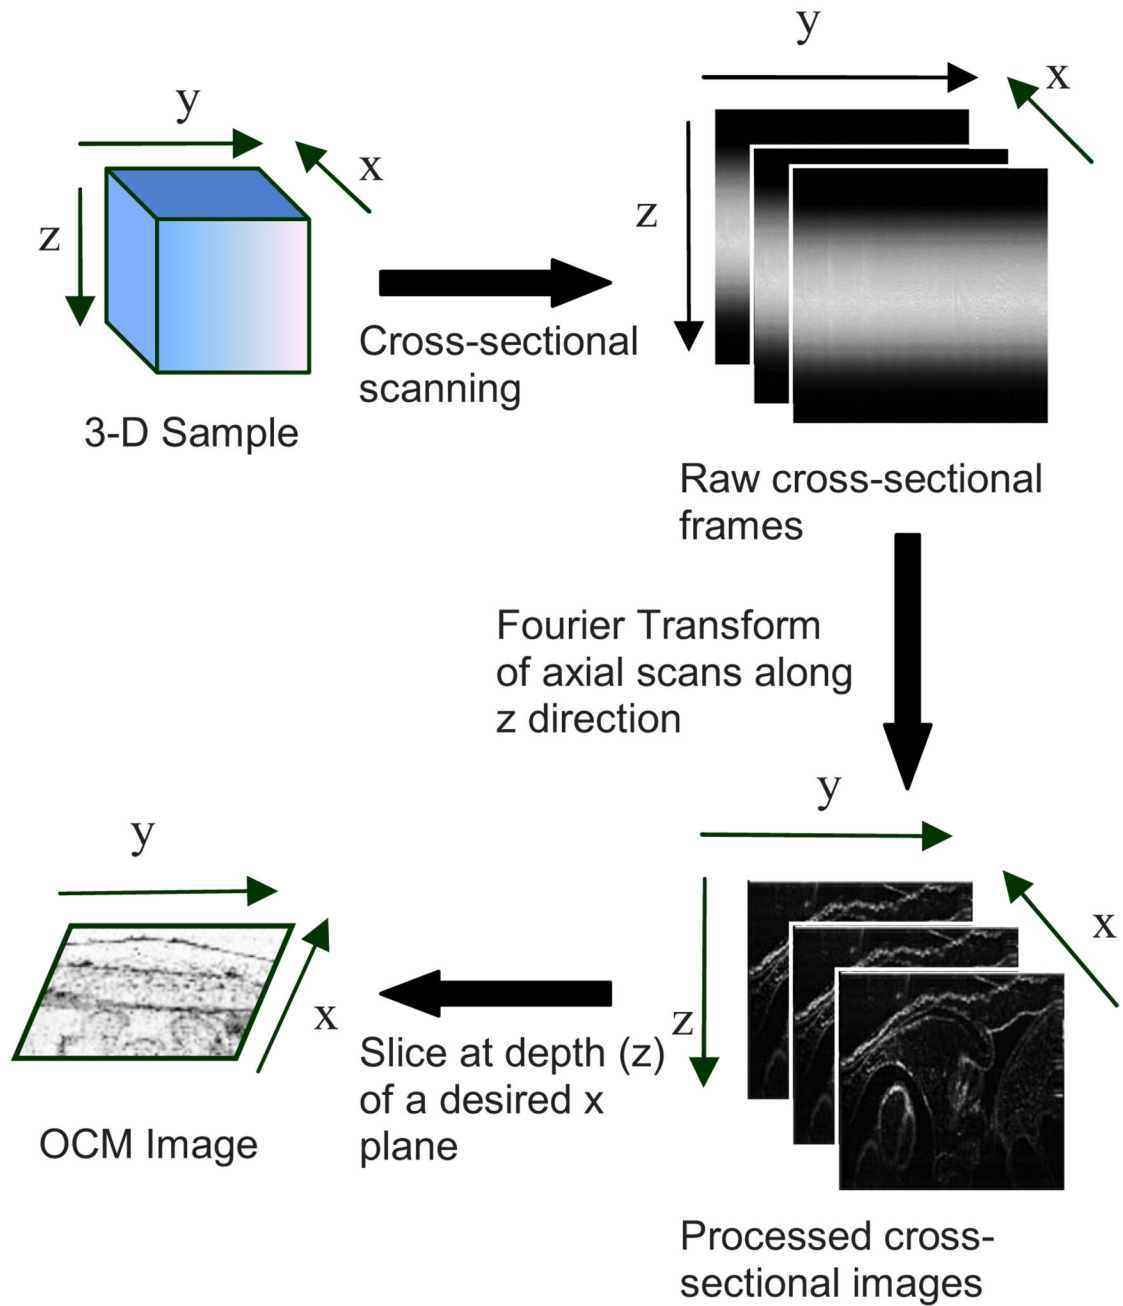 y
x
z
3-D Sample
Cross-sectional
scanning
y
x
z
Raw cross-sectional
frames
Fourier Transform
of axial scans along
z direction
y
x
z
Processed cross-
sectional images
Slice at depth (z)
of a desired x
plane
y
x
OCM Image